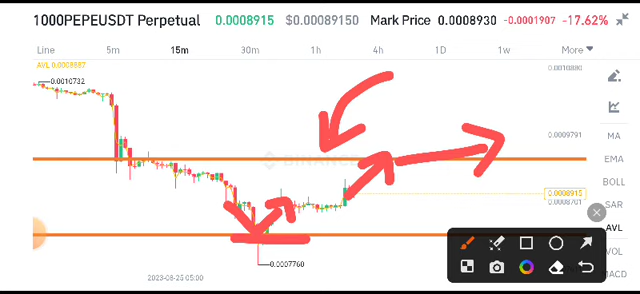 1000PEPEUSDT Perpetual 0.0008915 $0.00089150 Mark Price 0.0008930 -0.0001907 -17.62%
Line 5m 15m 30m 1h 4h 1D 1w More
AVL 0.0008987
0.0010880
0.0010732
0.0009791
MA
EMA
BINANCE
BOLL
0.0008915
0.0008701
SAR
AVL
VOL
0.0007760
MACD
2023-08-25 05:00